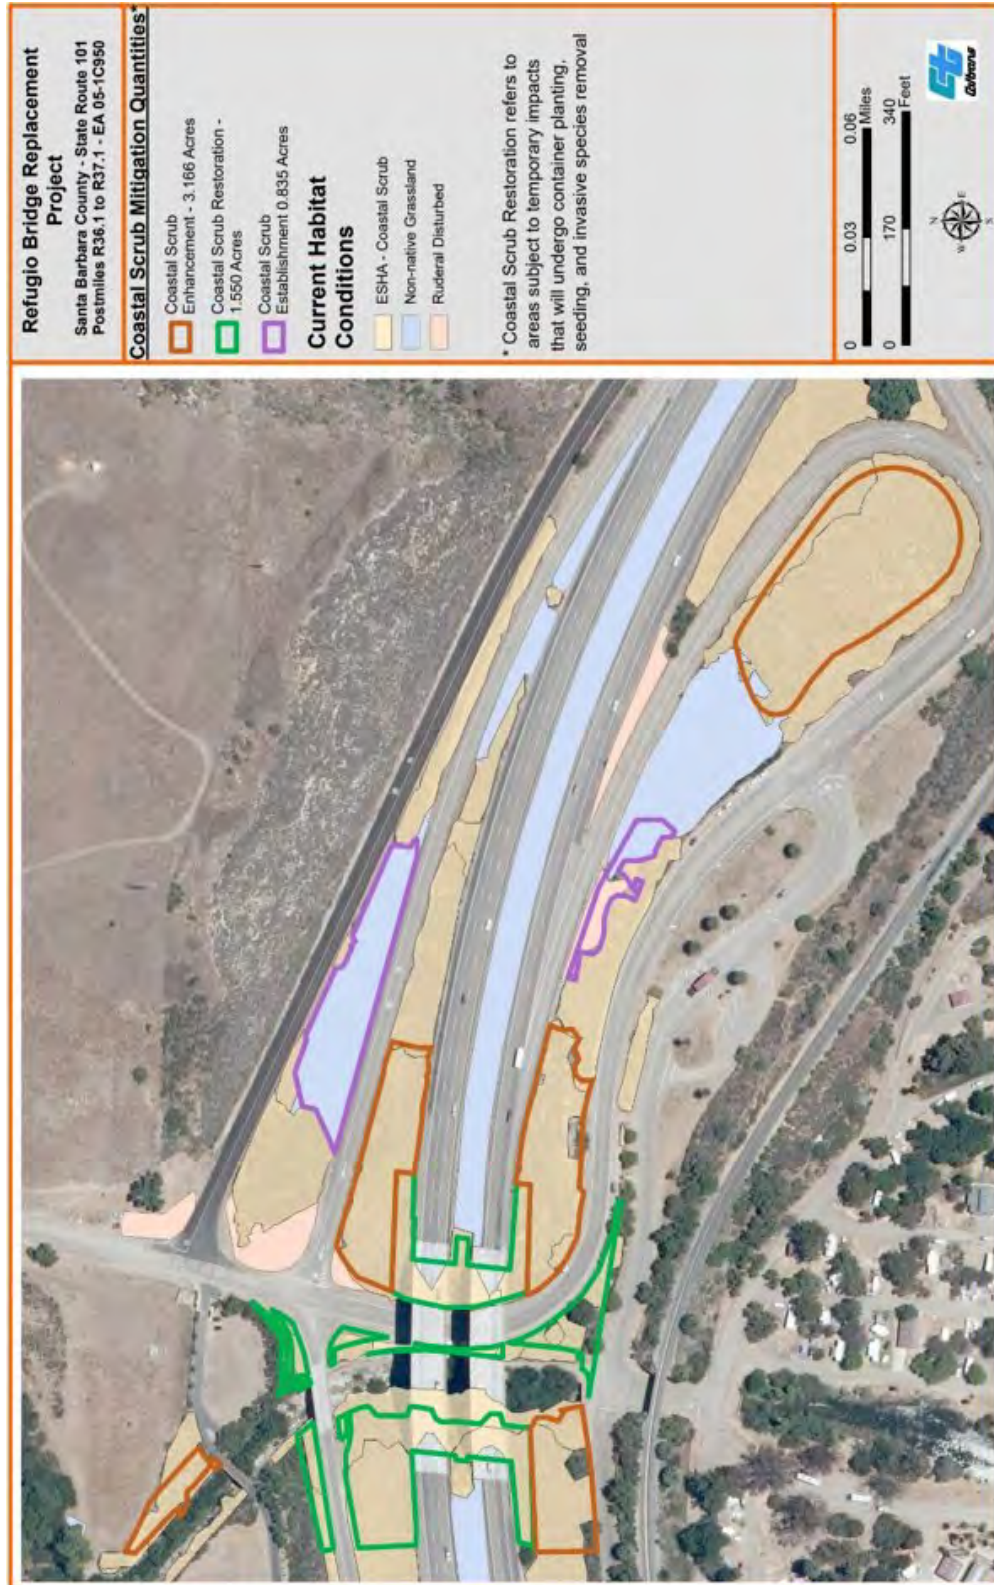 Refugio Bridge Replacement
Project
Santa Barbara County - State Route 101
Postmiles R36.1 to R37.1 - EA 05-1C950
Coastal Scrub Mitigation Quantities*
Coastal Scrub
Enhancement - 3.166 Acres
Coastal Scrub Restoration -
1.550 Acres
Coastal Scrub
Establishment 0.835 Acres
Current Habitat
Conditions
ESHA - Coastal Scrub
Non-native Grassland
Ruderal Disturbed
* Coastal Scrub Restoration refers to
areas subject to temporary impacts
that will undergo container planting,
seeding, and invasive species removal
0 0.03 0.06
Miles
0 170 340
Feet
N
W E
S
ct
Caltrans